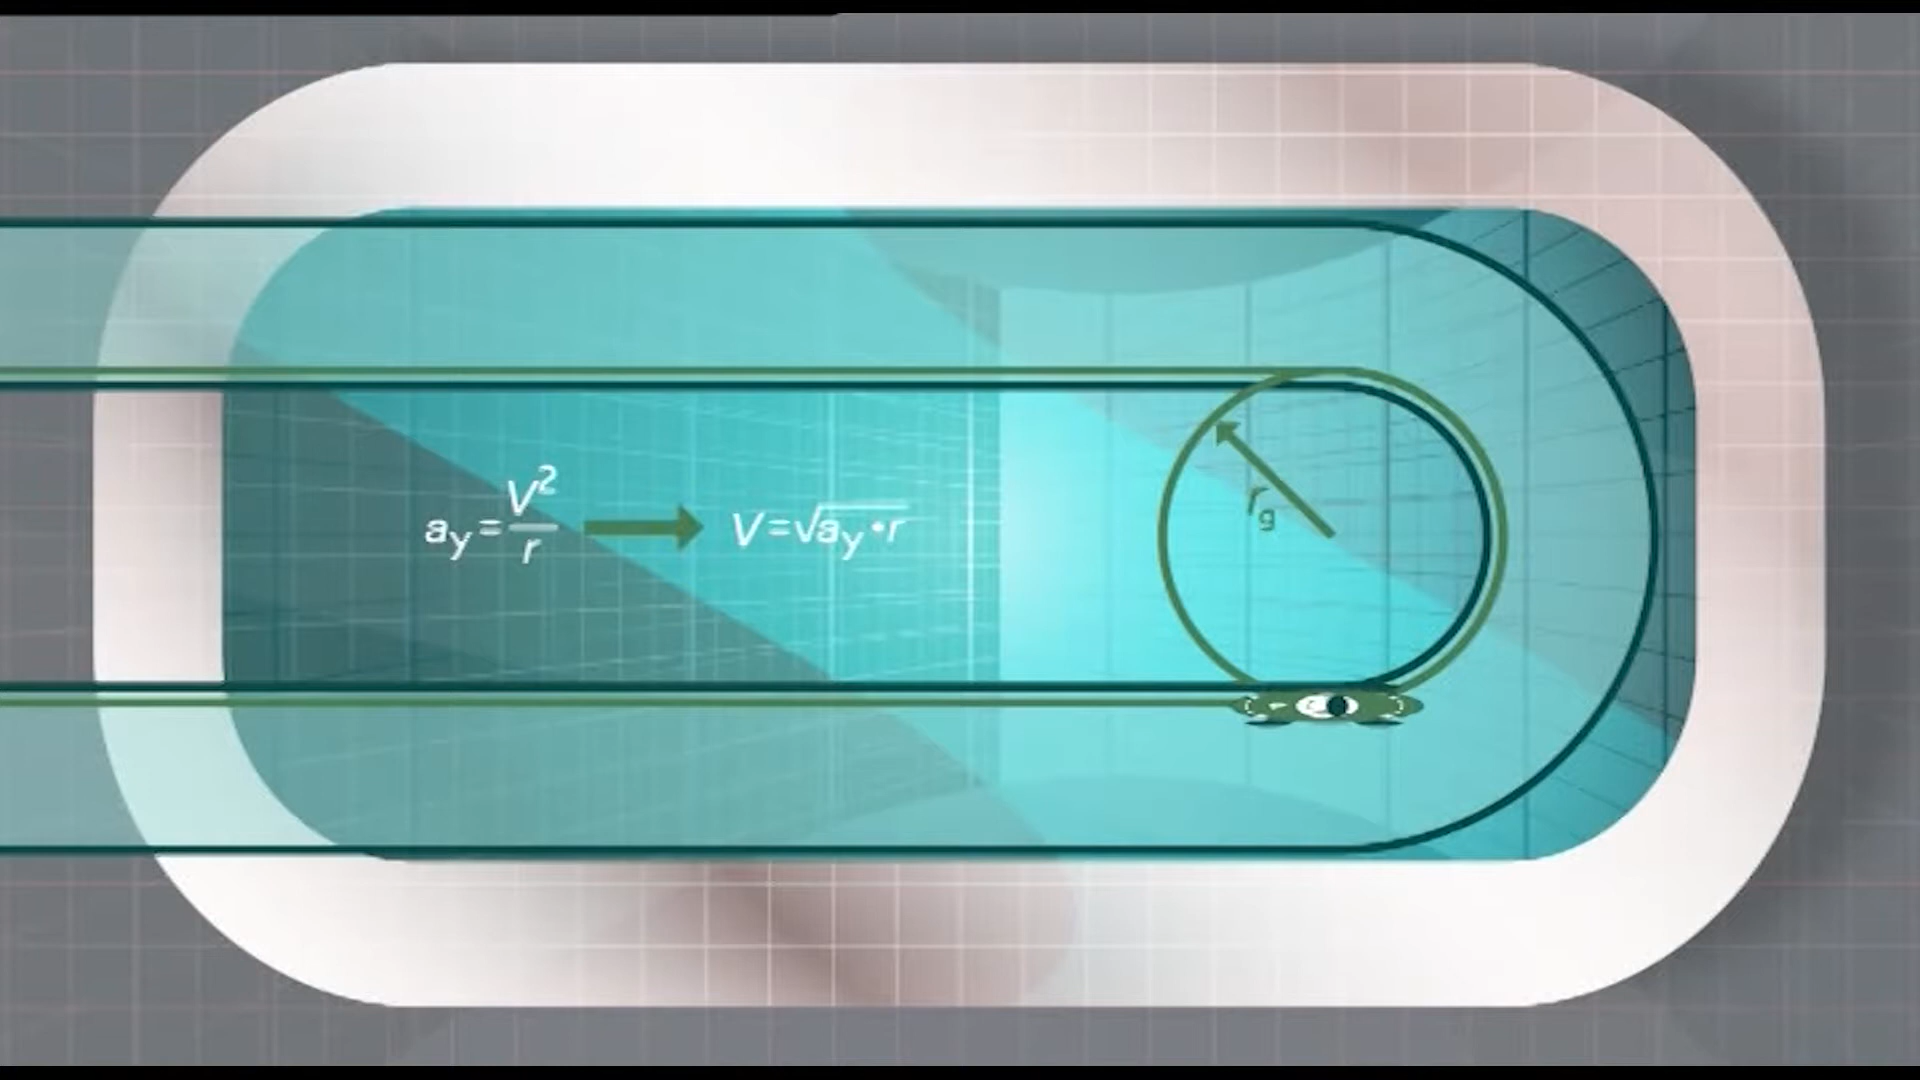 a_y = V²/r → V = √a_y • r
r_g